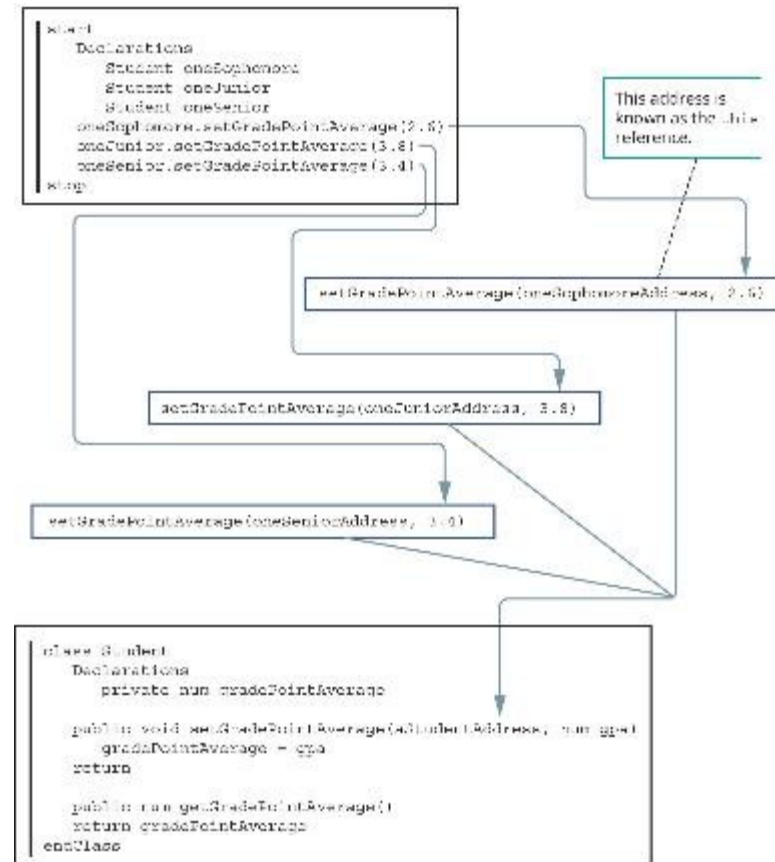 start
Declarations
Student oneSophomore
Student oneJunior
Student oneSenior
oneSophomore.setGradePointAverage(2.6)
oneJunior.setGradePointAverage(3.8)
oneSenior.setGradePointAverage(3.4)
stop
This address is
known as the this
reference.
setGradePointAverage(oneSophomoreAddress, 2.6)
setGradePointAverage(oneJuniorAddress, 3.8)
setGradePointAverage(oneSeniorAddress, 3.4)
class Student
Declarations
private num gradePointAverage
public void setGradePointAverage(aStudentAddress, num gpa)
gradePointAverage = gpa
return
public num getGradePointAverage()
return gradePointAverage
endClass